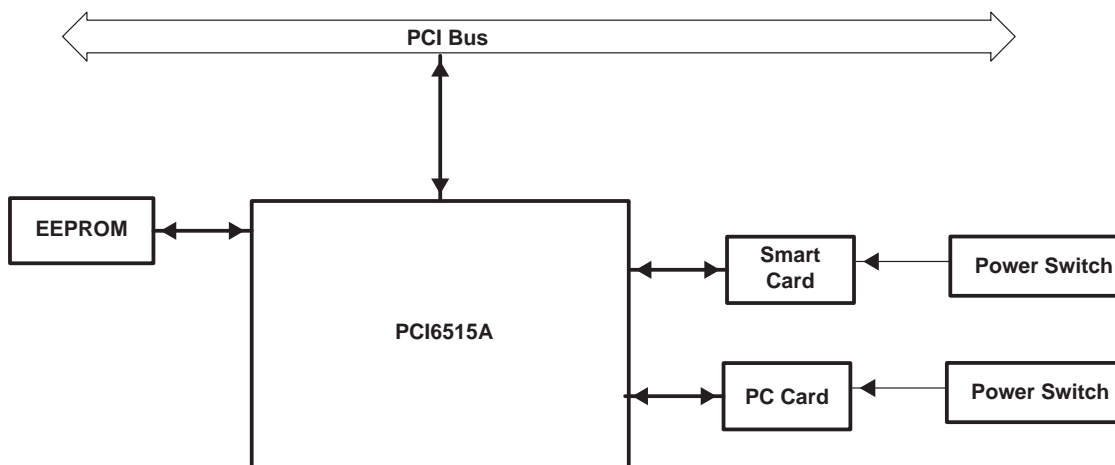 PCI Bus
EEPROM
Smart
Card
Power Switch
PCI6515A
PC Card
Power Switch